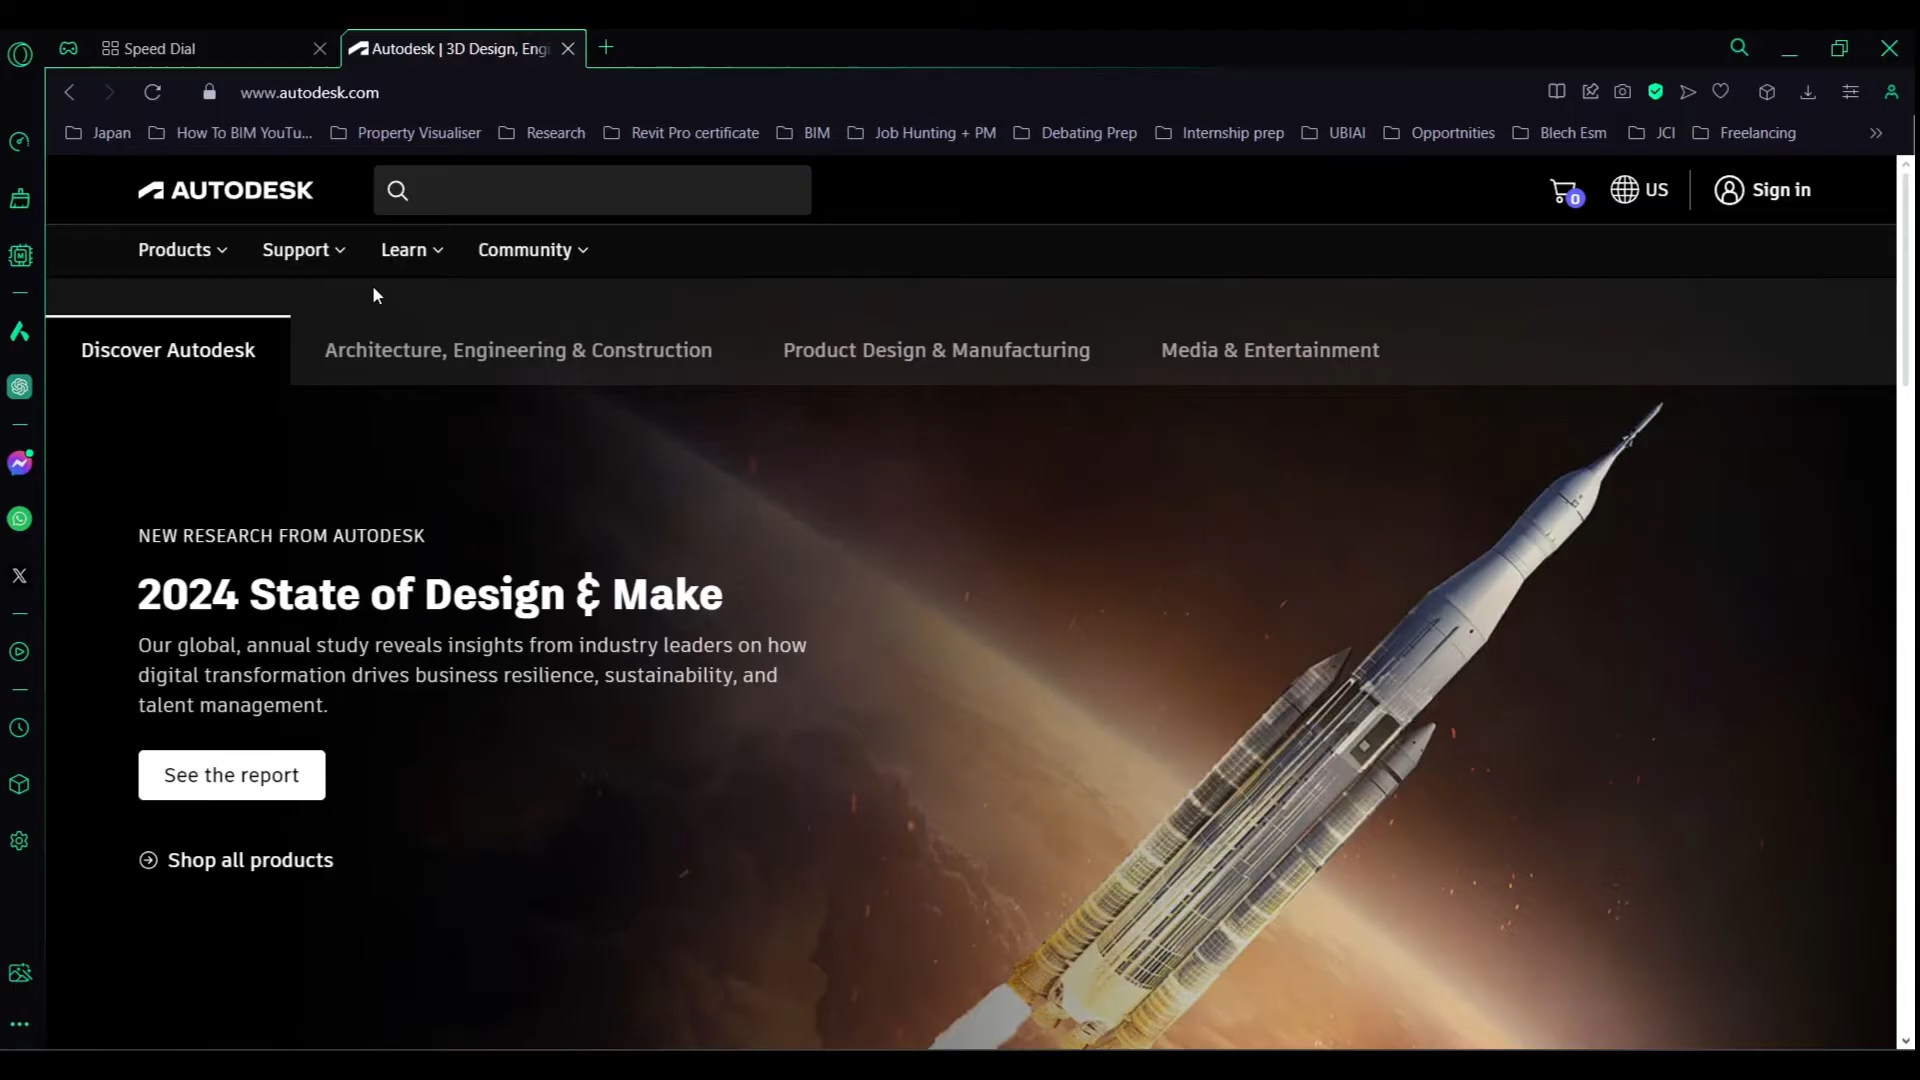 Speed Dial
Autodesk | 3D Design, Engi
www.autodesk.com
Japan How To BIM YouTu... Property Visualiser Research Revit Pro certificate BIM Job Hunting + PM Debating Prep Internship prep UBIAI Opportnities Blech Esm JCI Freelancing
AUTODESK
0 US Sign in
Products Support Learn Community
Discover Autodesk Architecture, Engineering & Construction Product Design & Manufacturing Media & Entertainment
NEW RESEARCH FROM AUTODESK
2024 State of Design & Make
Our global, annual study reveals insights from industry leaders on how
digital transformation drives business resilience, sustainability, and
talent management.
See the report
Shop all products